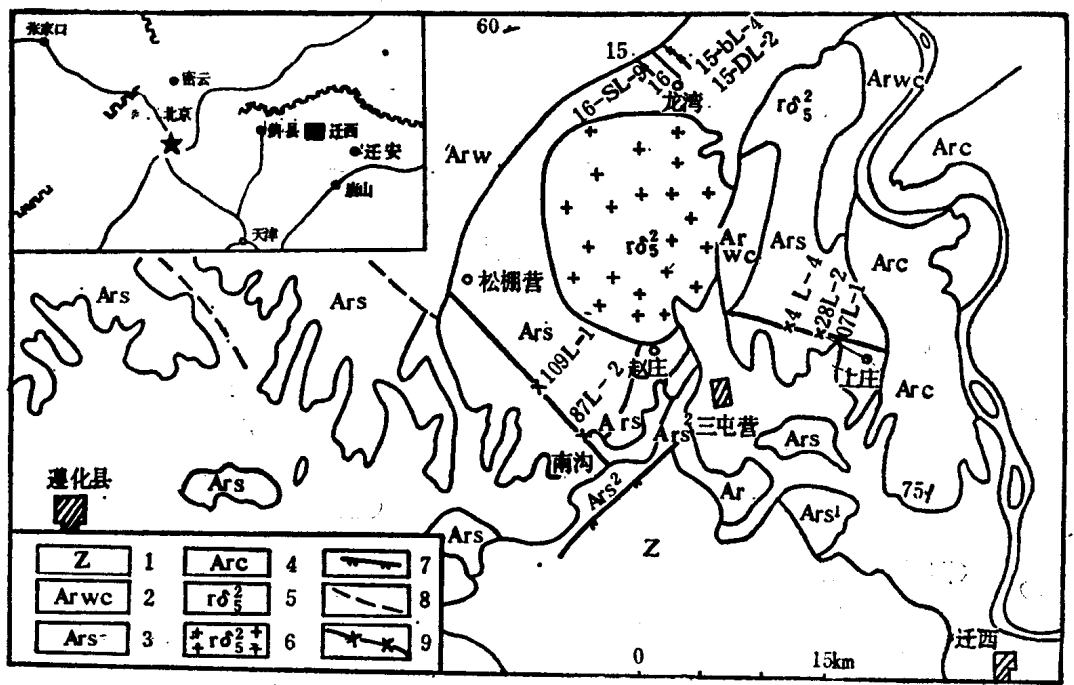 张家口
密云
北京
蓟县
迁西
迁安
唐山
天津
60
15
16-SL-9
16
15-bL-4
15-DL-2
龙湾
Arw
rδ₅²
Arwc
Arc
rδ₅²
Ar
wc
Ars
Arc
松棚营
Ars
Ars
Ars
4 L-4
28L-2
07L-1
109L-1
87L-2
赵庄
上庄
Arc
三屯营
Ars
Ars²
Ars
南沟
Ars²
Ars
Ar
Ars¹
75
遵化县
Ars
Z
迁西
Z 1
Arwc 2
Ars 3
Arc 4
rδ₅² 5
rδ₅² 6
7
8
9
0 15km